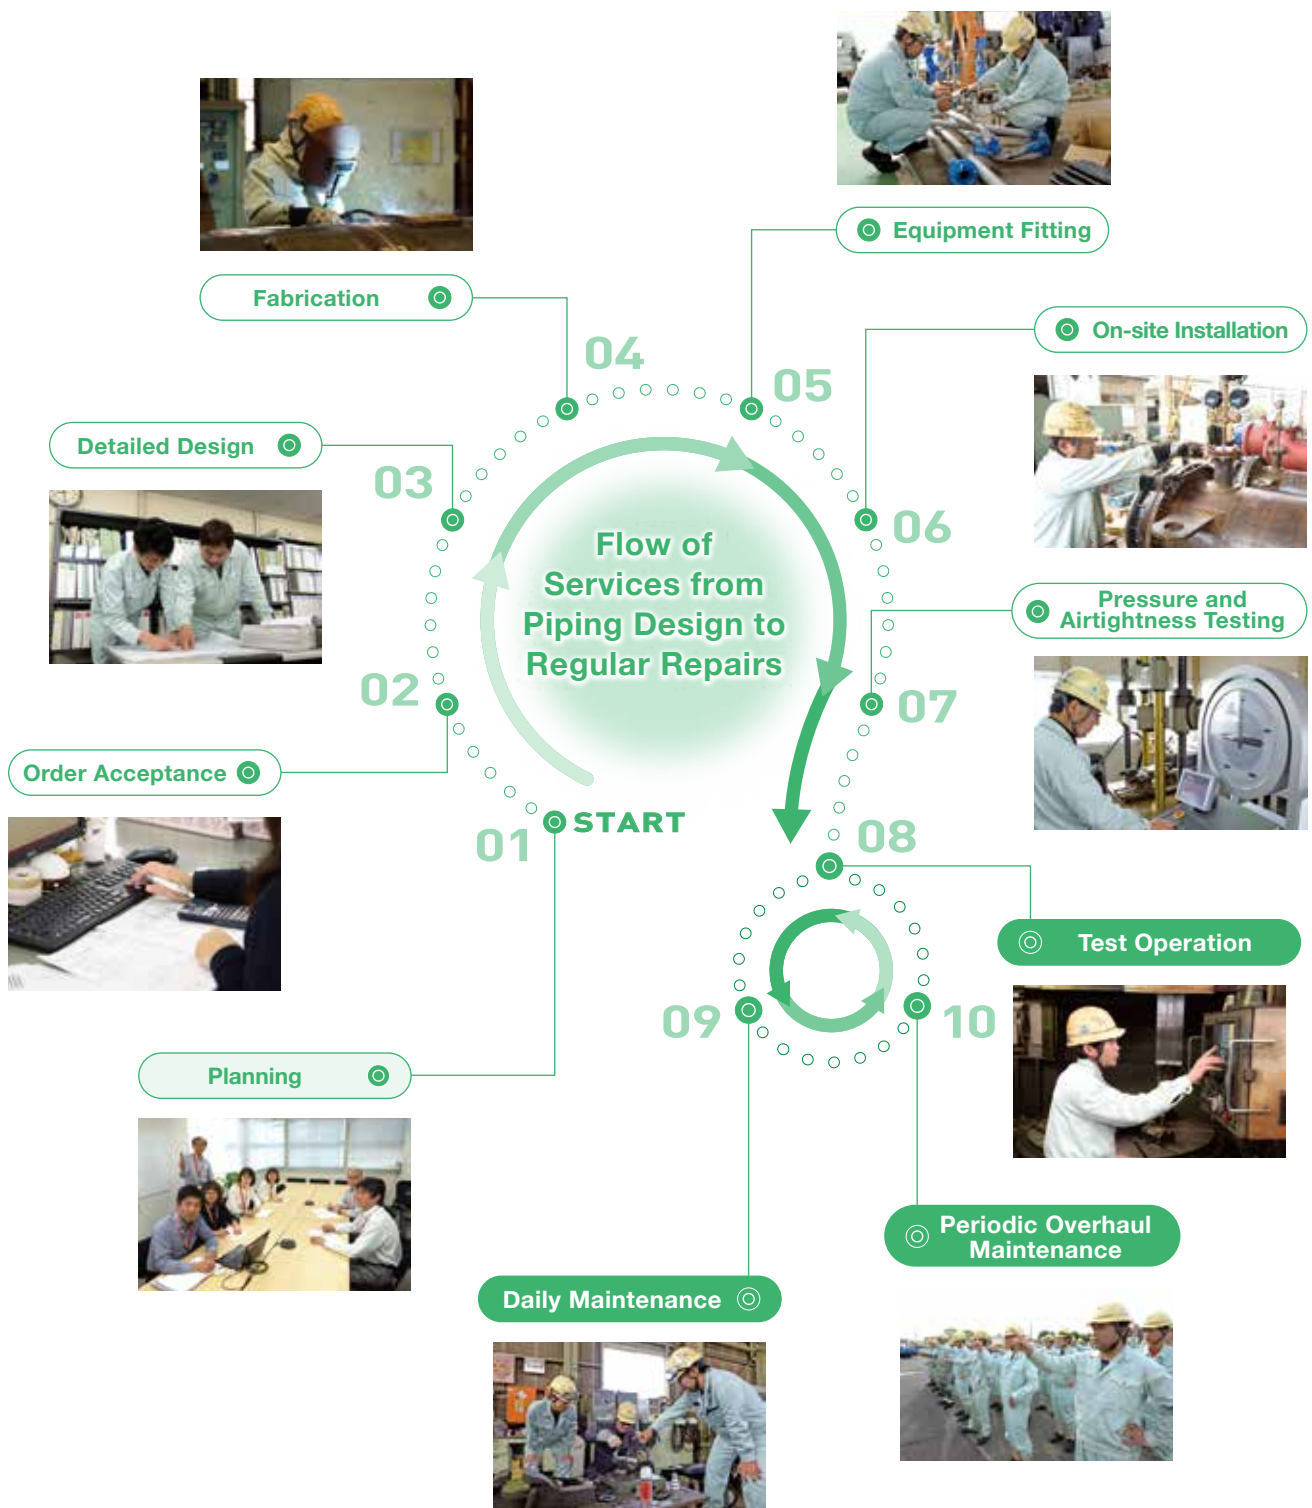 Equipment Fitting
Fabrication
04
On-site Installation
05
Detailed Design
03
06
Flow of
Services from
Piping Design to
Regular Repairs
Pressure and
Airtightness Testing
02
07
Order Acceptance
START
01
08
Test Operation
09
10
Planning
Periodic Overhaul
Maintenance
Daily Maintenance